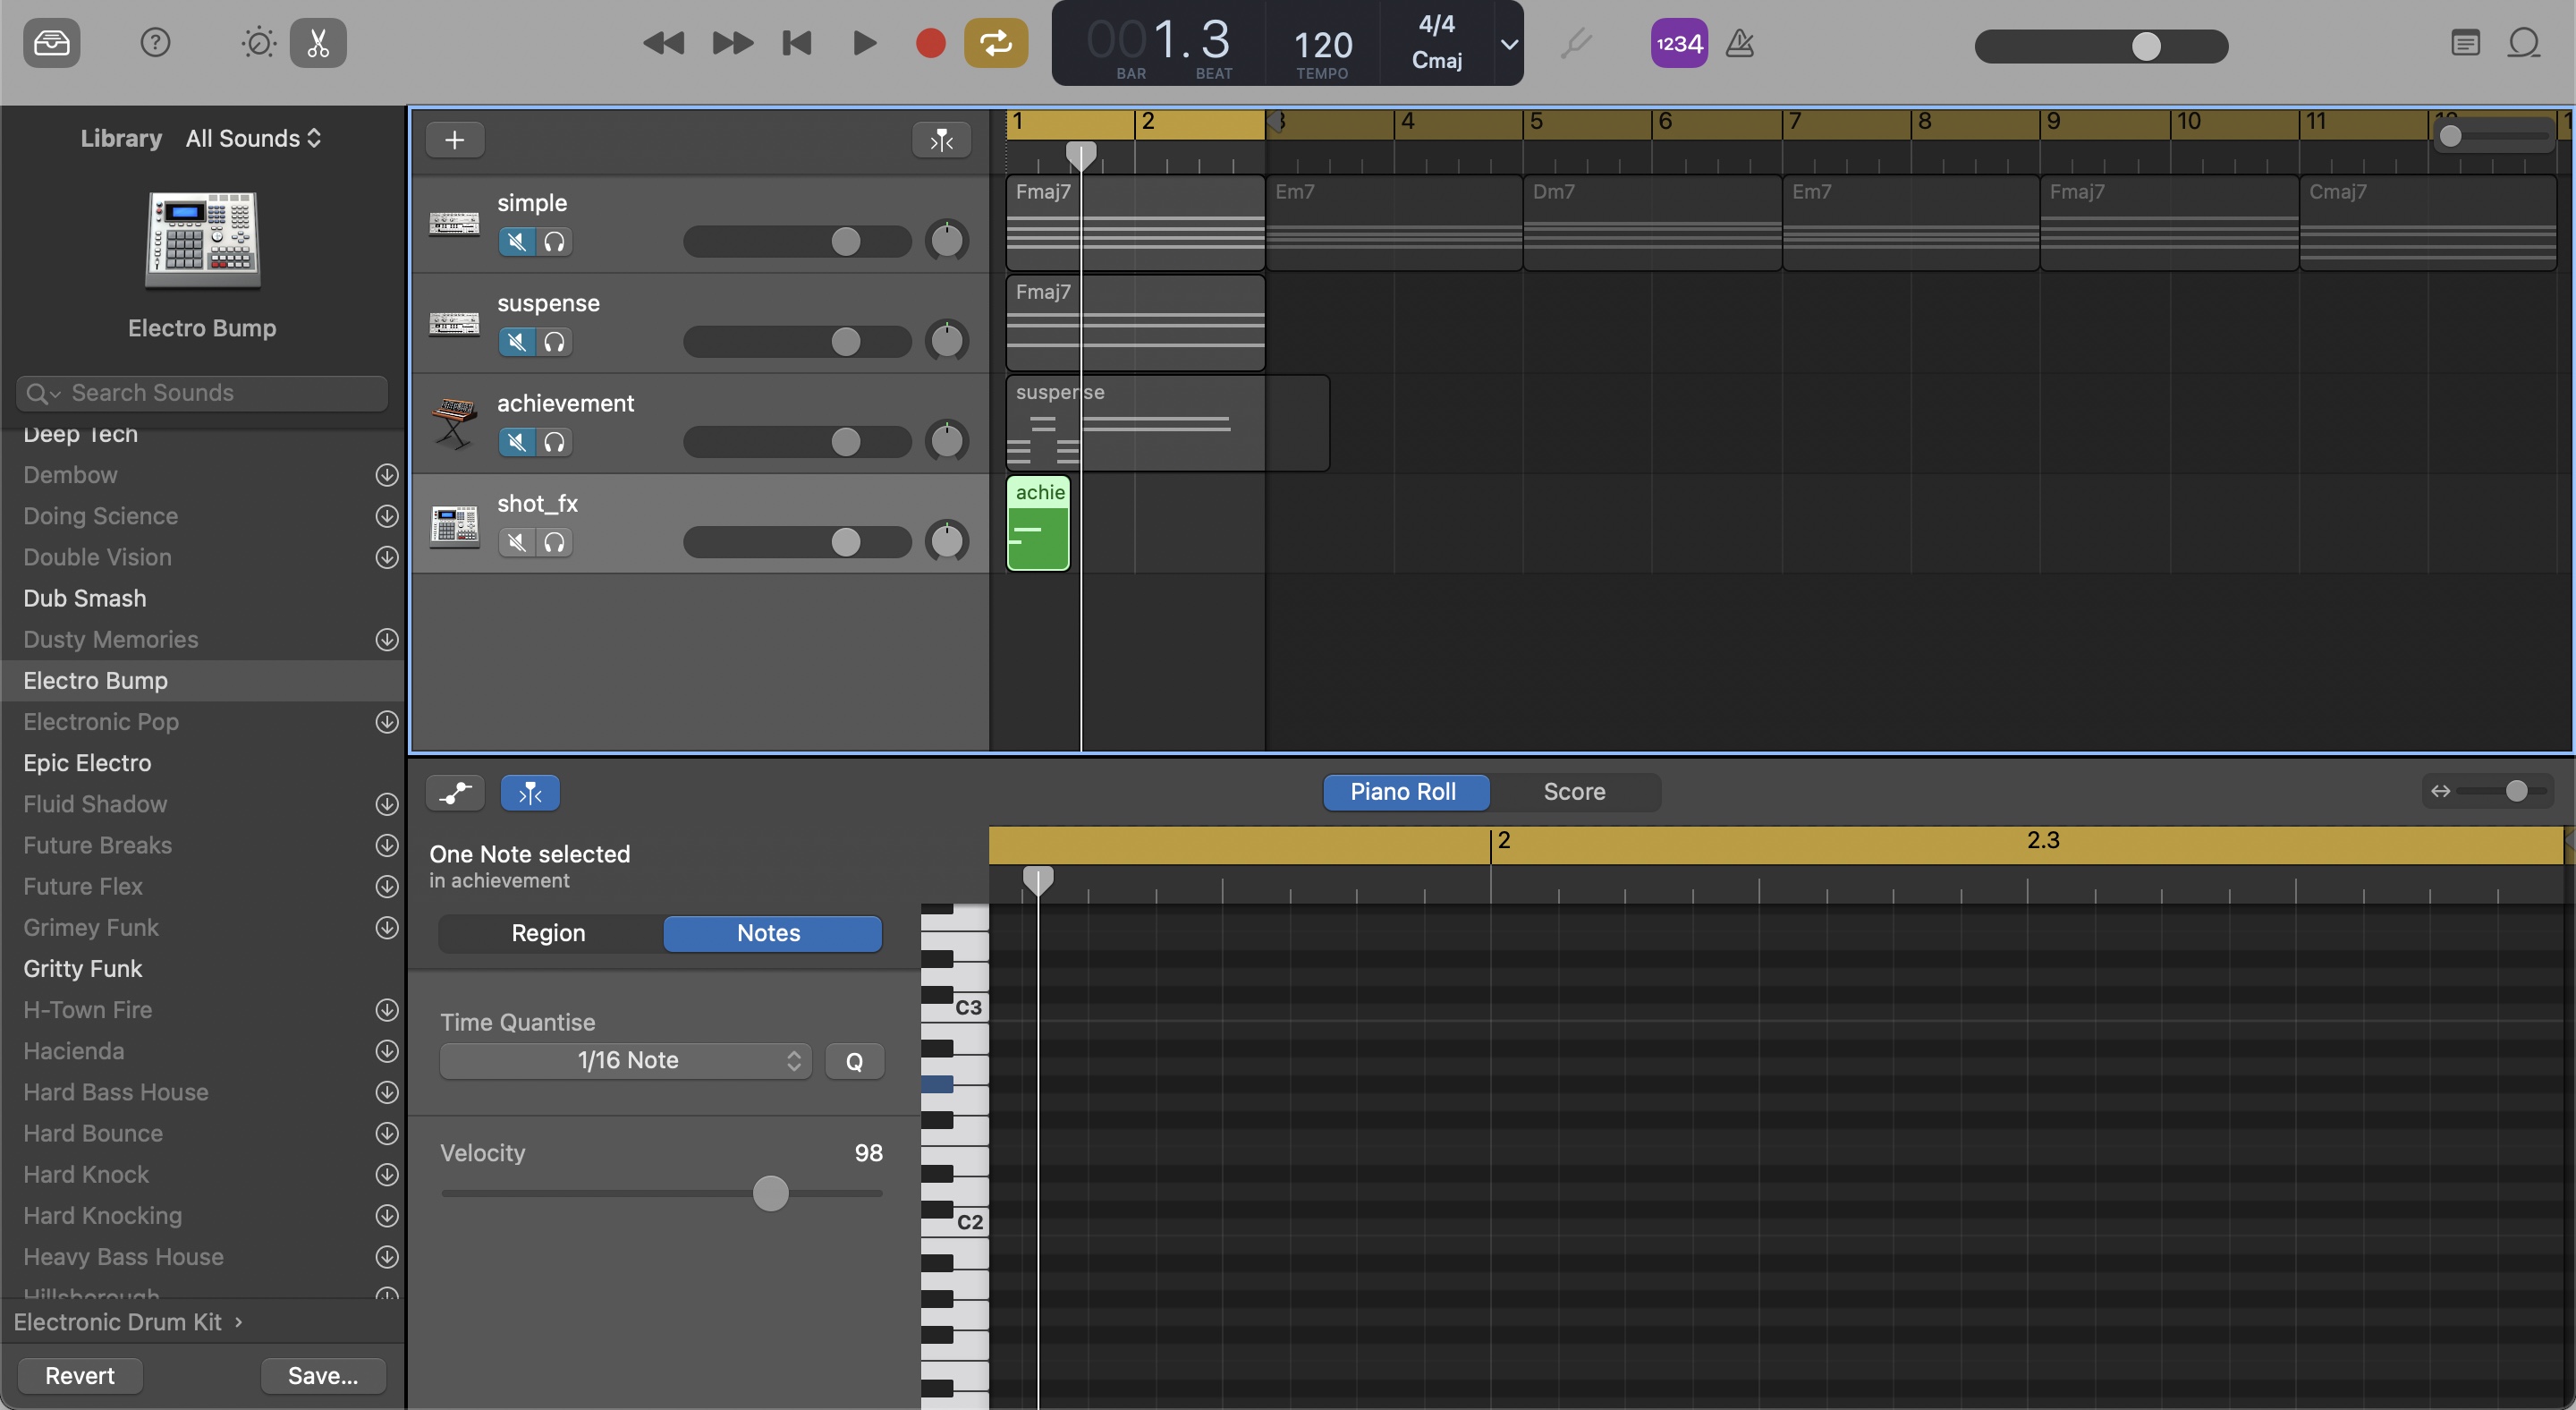 001.3
BAR BEAT
120
TEMPO
4/4
Cmaj
1234
Library All Sounds
Electro Bump
Search Sounds
Deep Tech
Dembow
Doing Science
Double Vision
Dub Smash
Dusty Memories
Electro Bump
Electronic Pop
Epic Electro
Fluid Shadow
Future Breaks
Future Flex
Grimey Funk
Gritty Funk
H-Town Fire
Hacienda
Hard Bass House
Hard Bounce
Hard Knock
Hard Knocking
Heavy Bass House
Hillsborough
Electronic Drum Kit ›
Revert Save...
1 2 3 4 5 6 7 8 9 10 11 12
simple
Fmaj7 Em7 Dm7 Em7 Fmaj7 Cmaj7
suspense
Fmaj7
achievement
suspense
shot_fx
achie
Piano Roll Score
2 2.3
One Note selected
in achievement
Region Notes
Time Quantise
1/16 Note Q
Velocity 98
C3
C2